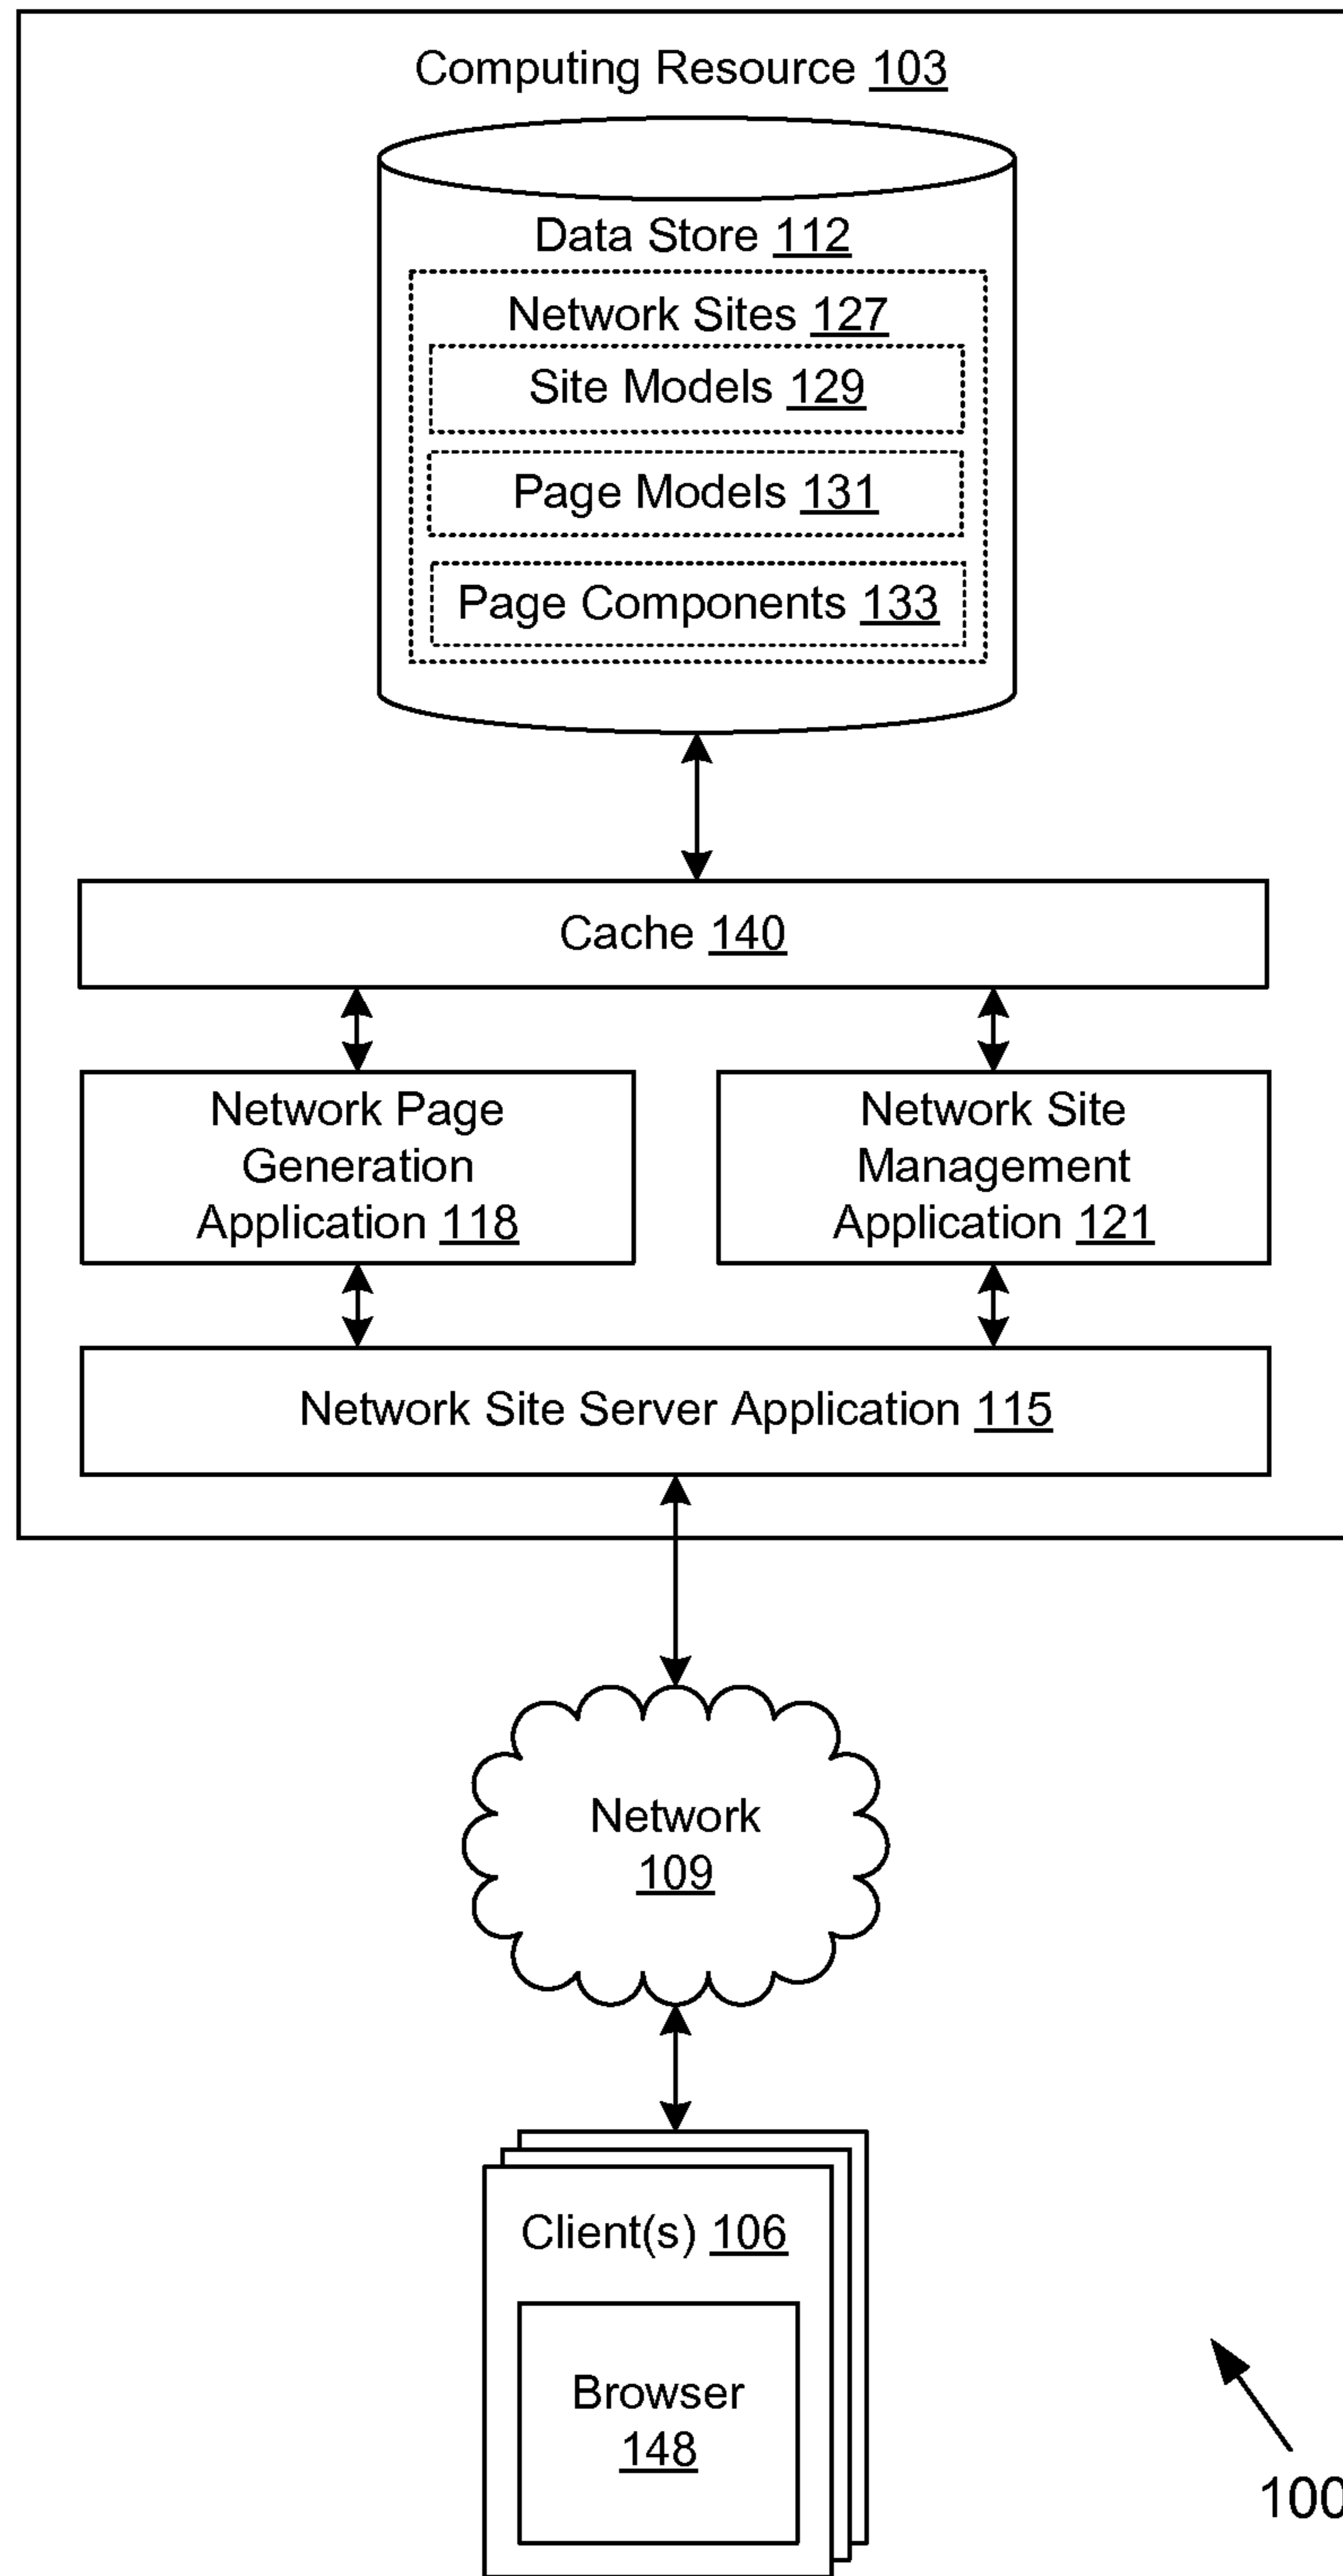 Computing Resource 103
Data Store 112
Network Sites 127
Site Models 129
Page Models 131
Page Components 133
Cache 140
Network Page
Generation
Application 118
Network Site
Management
Application 121
Network Site Server Application 115
Network
109
Client(s) 106
Browser
148
100